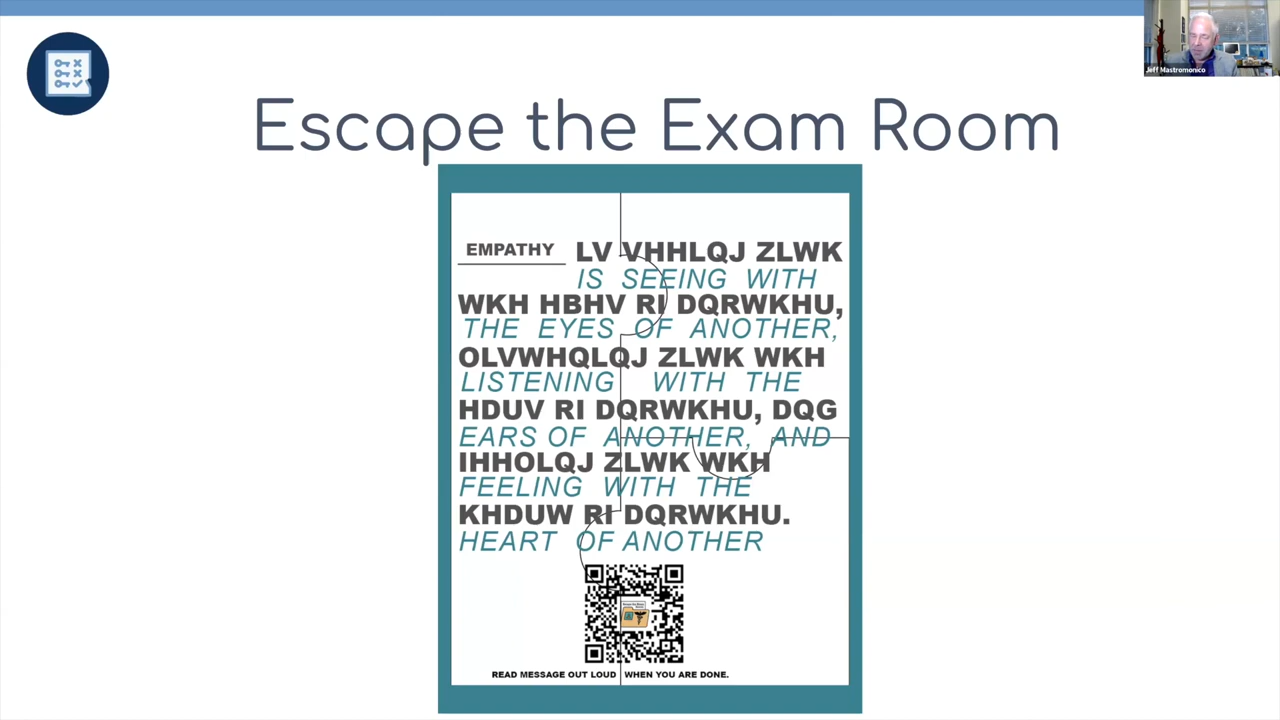 Jeff Mastromonico
Escape the Exam Room
EMPATHY LV VHHLQJ ZLWK
IS SEEING WITH
WKH HBHV RI DQRWKHU,
THE EYES OF ANOTHER,
OLVWHQLQJ ZLWK WKH
LISTENING WITH THE
HDUV RI DQRWKHU, DQG
EARS OF ANOTHER, AND
IHHOLQJ ZLWK WKH
FEELING WITH THE
KHDUW RI DQRWKHU.
HEART OF ANOTHER
READ MESSAGE OUT LOUD WHEN YOU ARE DONE.